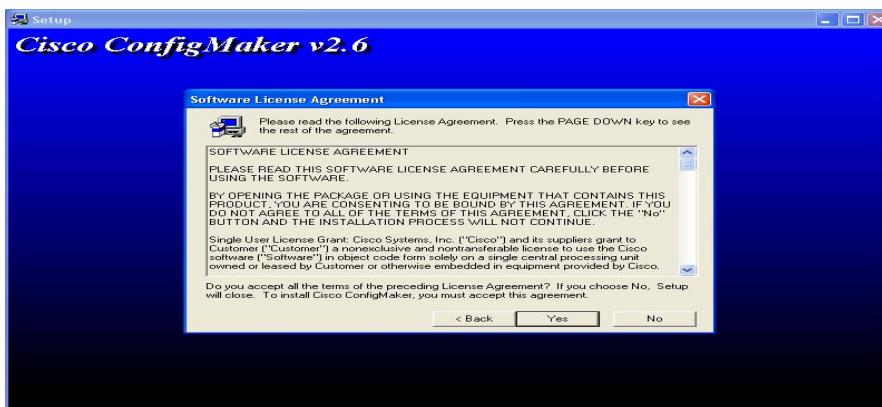 Setup
Cisco ConfigMaker v2.6
Software License Agreement
Please read the following License Agreement. Press the PAGE DOWN key to see
the rest of the agreement.
SOFTWARE LICENSE AGREEMENT
PLEASE READ THIS SOFTWARE LICENSE AGREEMENT CAREFULLY BEFORE
USING THE SOFTWARE.
BY OPENING THE PACKAGE OR USING THE EQUIPMENT THAT CONTAINS THIS
PRODUCT, YOU ARE CONSENTING TO BE BOUND BY THIS AGREEMENT. IF YOU
DO NOT AGREE TO ALL OF THE TERMS OF THIS AGREEMENT, CLICK THE "No"
BUTTON AND THE INSTALLATION PROCESS WILL NOT CONTINUE.
Single User License Grant: Cisco Systems, Inc. ("Cisco") and its suppliers grant to
Customer ("Customer") a nonexclusive and nontransferable license to use the Cisco
software ("Software") in object code form solely on a single central processing unit
owned or leased by Customer or otherwise embedded in equipment provided by Cisco.
Do you accept all the terms of the preceding License Agreement? If you choose No, Setup
will close. To install Cisco ConfigMaker, you must accept this agreement.
< Back
Yes
No